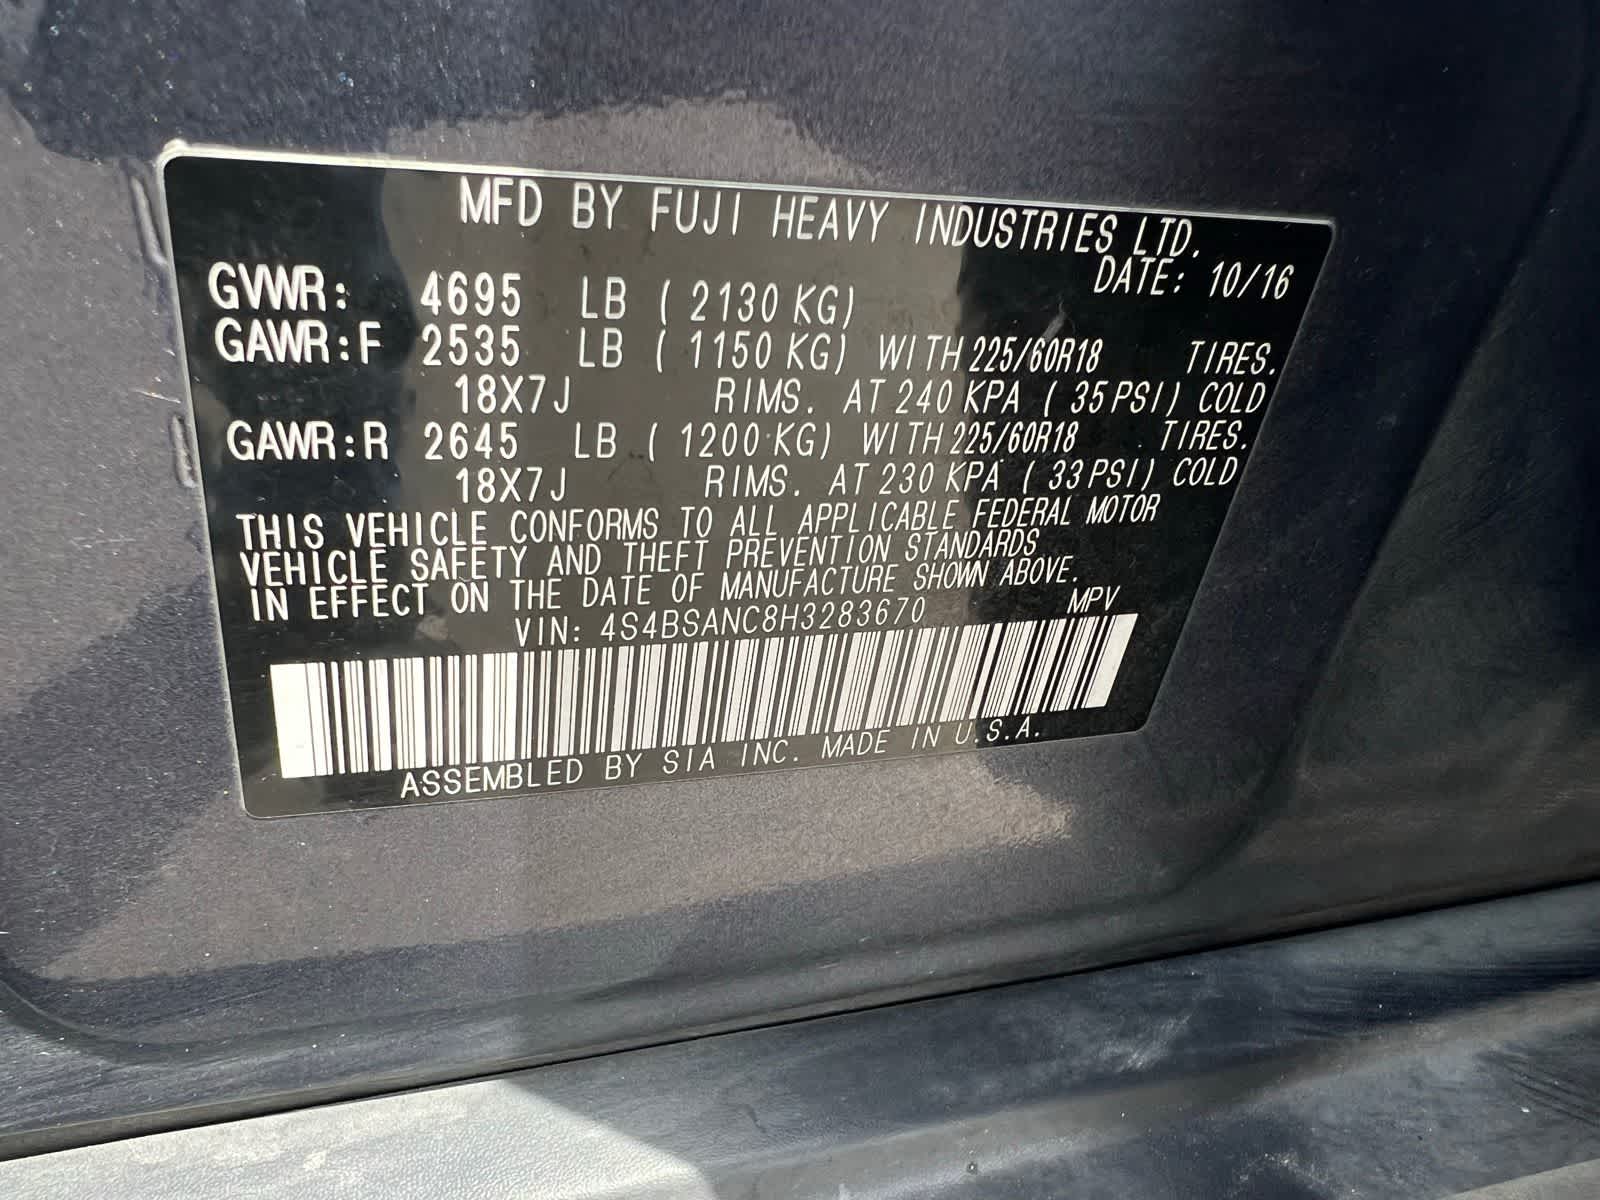 MFD BY FUJI HEAVY INDUSTRIES LTD.
DATE: 10/16
GVWR: 4695 LB ( 2130 KG)
GAWR:F 2535 LB ( 1150 KG) WITH 225/60R18 TIRES.
18X7J RIMS. AT 240 KPA ( 35 PSI) COLD
GAWR:R 2645 LB ( 1200 KG) WITH 225/60R18 TIRES.
18X7J RIMS. AT 230 KPA ( 33 PSI) COLD
THIS VEHICLE CONFORMS TO ALL APPLICABLE FEDERAL MOTOR
VEHICLE SAFETY AND THEFT PREVENTION STANDARDS
IN EFFECT ON THE DATE OF MANUFACTURE SHOWN ABOVE.
VIN: 4S4BSANC8H3283670 MPV
ASSEMBLED BY SIA INC. MADE IN U.S.A.